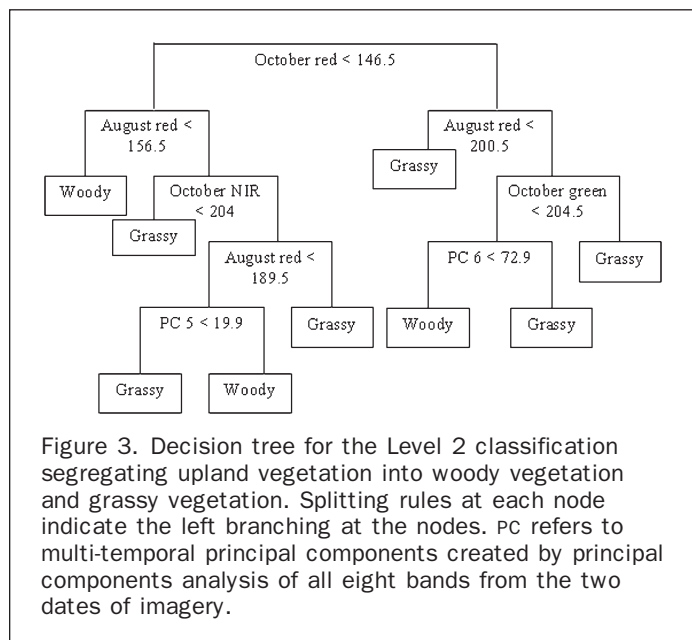 October red < 146.5
August red <
156.5
August red <
200.5
Woody
October NIR
< 204
Grassy
October green
< 204.5
Grassy
August red <
189.5
PC 6 < 72.9
Grassy
PC 5 < 19.9
Grassy
Woody
Grassy
Grassy
Woody
Figure 3. Decision tree for the Level 2 classification
segregating upland vegetation into woody vegetation
and grassy vegetation. Splitting rules at each node
indicate the left branching at the nodes. PC refers to
multi-temporal principal components created by principal
components analysis of all eight bands from the two
dates of imagery.